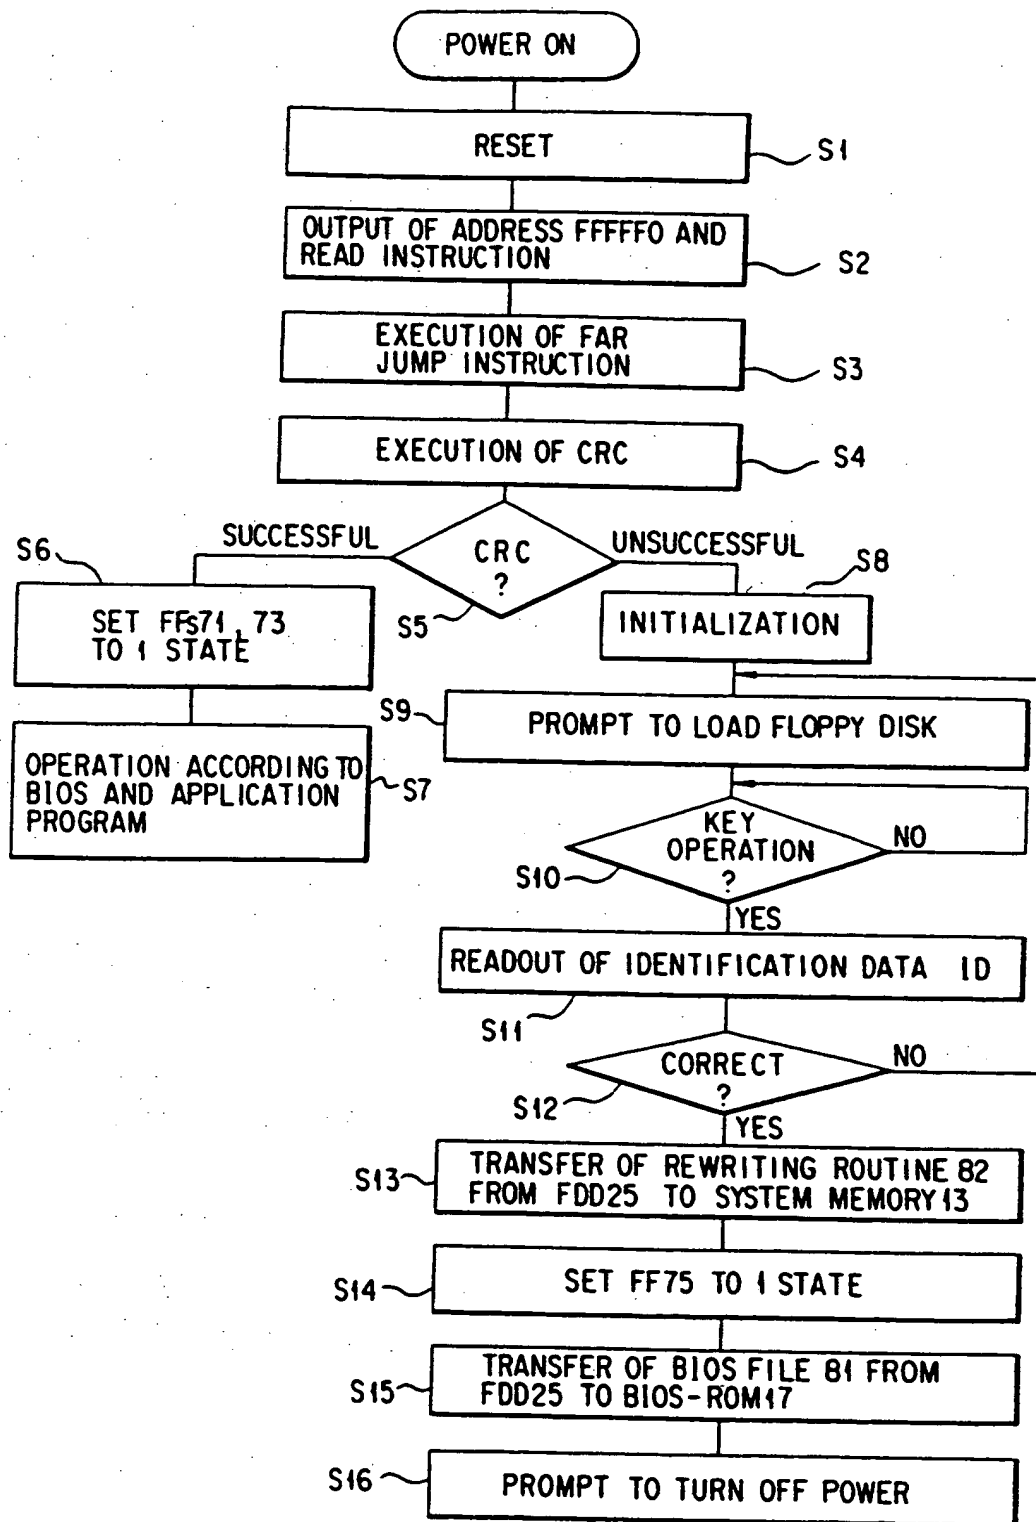 POWER ON
RESET
S1
OUTPUT OF ADDRESS FFFFF0 AND
READ INSTRUCTION
S2
EXECUTION OF FAR
JUMP INSTRUCTION
S3
EXECUTION OF CRC
S4
SUCCESSFUL
CRC
?
UNSUCCESSFUL
S5
S6
SET FFS71, 73
TO 1 STATE
S8
INITIALIZATION
S9
PROMPT TO LOAD FLOPPY DISK
OPERATION ACCORDING TO
BIOS AND APPLICATION
PROGRAM
S7
KEY
OPERATION
?
NO
S10
YES
READOUT OF IDENTIFICATION DATA ID
S11
CORRECT
?
NO
S12
YES
S13
TRANSFER OF REWRITING ROUTINE 82
FROM FDD25 TO SYSTEM MEMORY 13
S14
SET FF75 TO 1 STATE
S15
TRANSFER OF BIOS FILE 81 FROM
FDD25 TO BIOS-ROM17
S16
PROMPT TO TURN OFF POWER